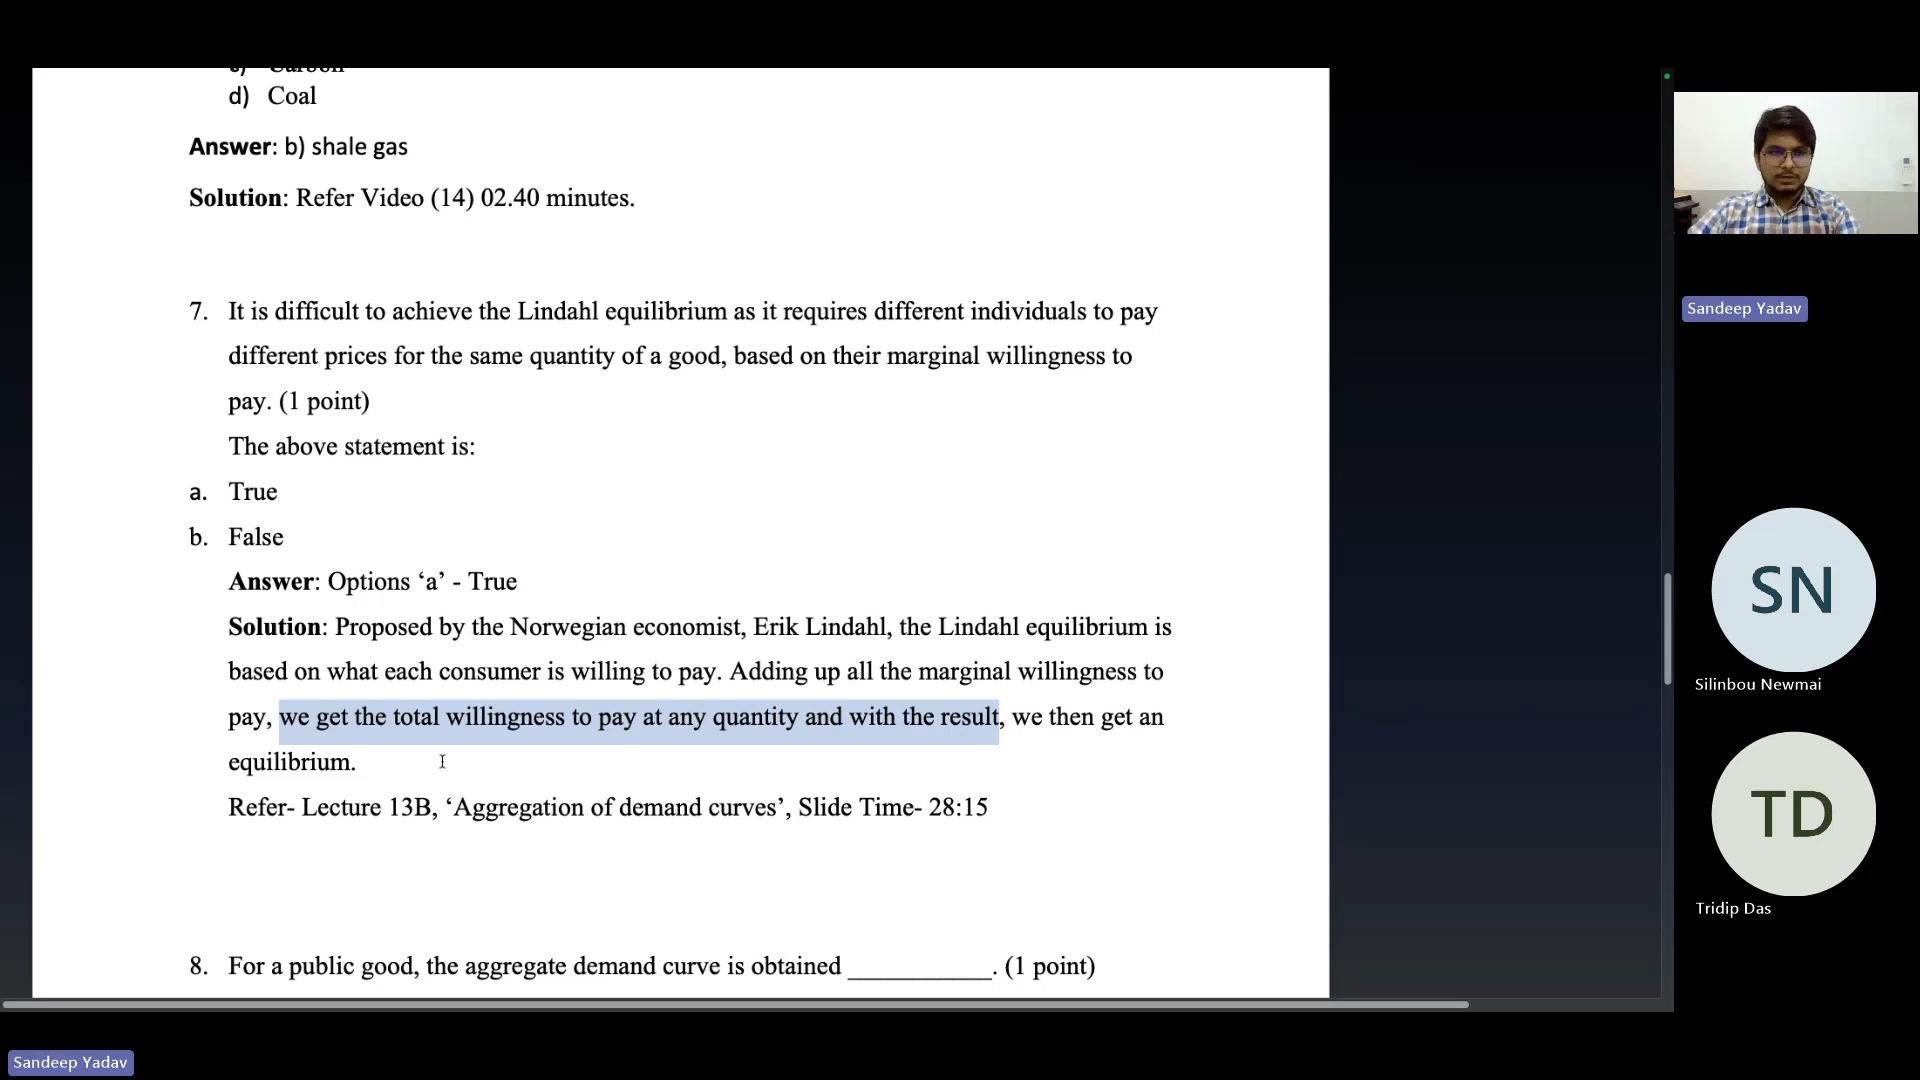 c) Carbon
d) Coal
Answer: b) shale gas
Solution: Refer Video (14) 02.40 minutes.
7. It is difficult to achieve the Lindahl equilibrium as it requires different individuals to pay
different prices for the same quantity of a good, based on their marginal willingness to
pay. (1 point)
The above statement is:
a. True
b. False
Answer: Options ‘a’ - True
Solution: Proposed by the Norwegian economist, Erik Lindahl, the Lindahl equilibrium is
based on what each consumer is willing to pay. Adding up all the marginal willingness to
pay, we get the total willingness to pay at any quantity and with the result, we then get an
equilibrium.
Refer- Lecture 13B, ‘Aggregation of demand curves’, Slide Time- 28:15
8. For a public good, the aggregate demand curve is obtained ___________. (1 point)
Sandeep Yadav
SN
Silinbou Newmai
TD
Tridip Das
Sandeep Yadav